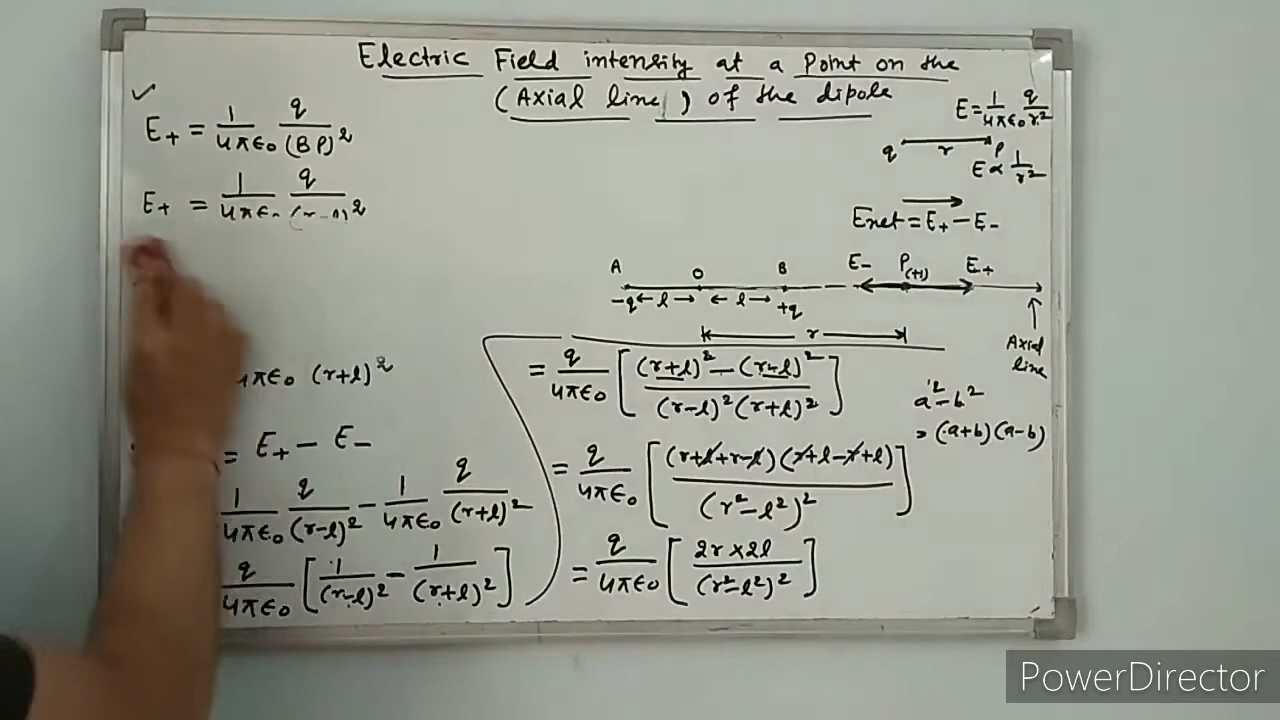 Electric Field intensity at a Point on the
(Axial line) of the dipole
✓
E₊ = 1/4πϵ₀ q/(BP)²
E₊ = 1/4πϵ₀ q/(r-l)²
4πϵ₀ (r+l)²
= E₊ - E₋
1/4πϵ₀ q/(r-l)² - 1/4πϵ₀ q/(r+l)²
q/4πϵ₀ [1/(r-l)² - 1/(r+l)²]
E = 1/4πϵ₀ q/r²
q r P
E ∝ 1/r²
Enet = E₊ - E₋
A O B E₋ P(+1) E₊
-q ← l → ← l → +q
r
Axial
line
= q/4πϵ₀ [(r+l)² - (r-l)² / (r-l)² (r+l)²]
a² - b²
= (a+b) (a-b)
= q/4πϵ₀ [(r+l+r-l) (r+l-r+l) / (r²-l²)²]
= q/4πϵ₀ [2r×2l / (r²-l²)²]
PowerDirector